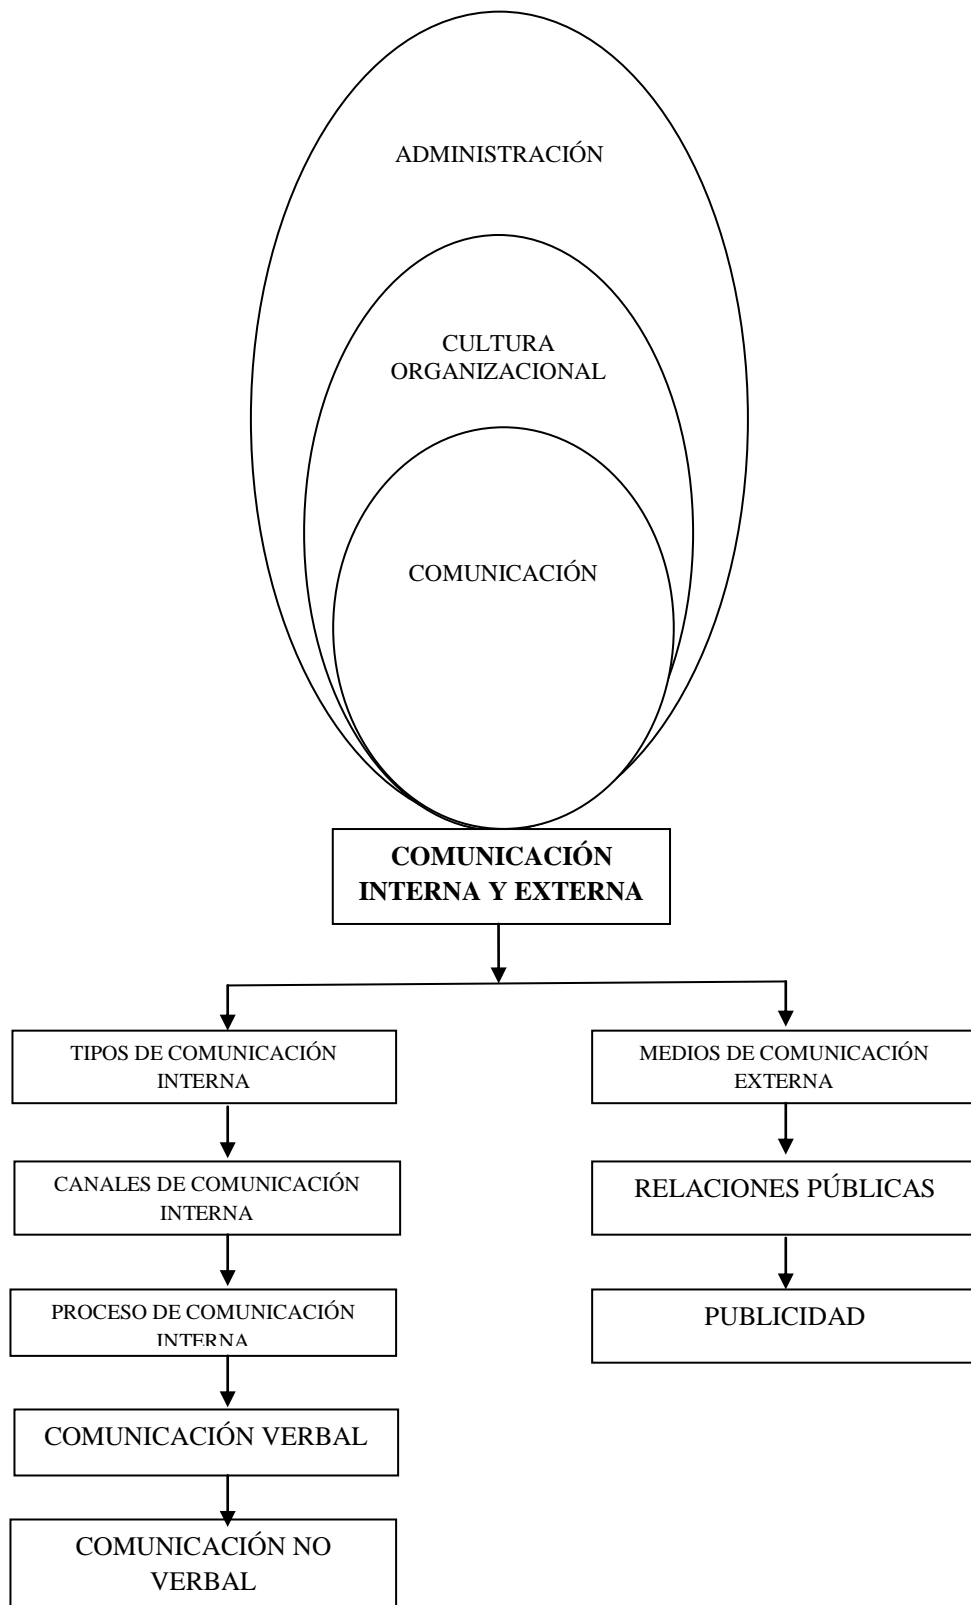 ADMINISTRACIÓN
CULTURA
ORGANIZACIONAL
COMUNICACIÓN
COMUNICACIÓN
INTERNA Y EXTERNA
TIPOS DE COMUNICACIÓN
INTERNA
CANALES DE COMUNICACIÓN
INTERNA
PROCESO DE COMUNICACIÓN
INTERNA
COMUNICACIÓN VERBAL
COMUNICACIÓN NO
VERBAL
MEDIOS DE COMUNICACIÓN
EXTERNA
RELACIONES PÚBLICAS
PUBLICIDAD